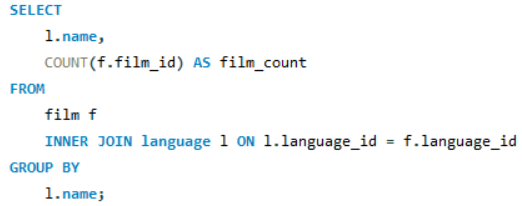 SELECT
    l.name,
    COUNT(f.film_id) AS film_count
FROM
    film f
    INNER JOIN language l ON l.language_id = f.language_id
GROUP BY
    l.name;